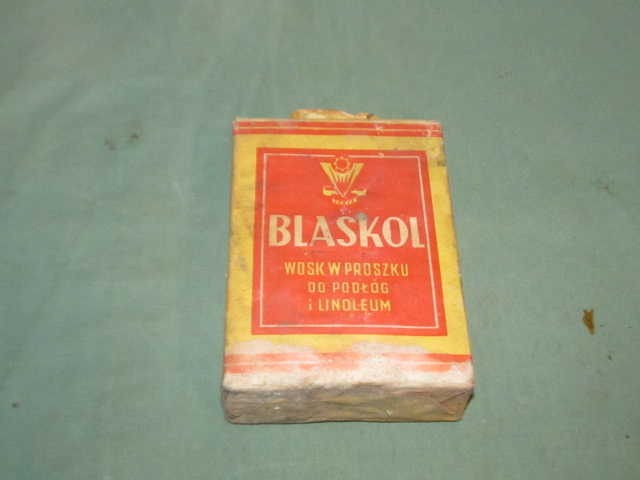 BLASKOL
WOSK W PROSZKU
DO PODŁÓG
i LINOLEUM